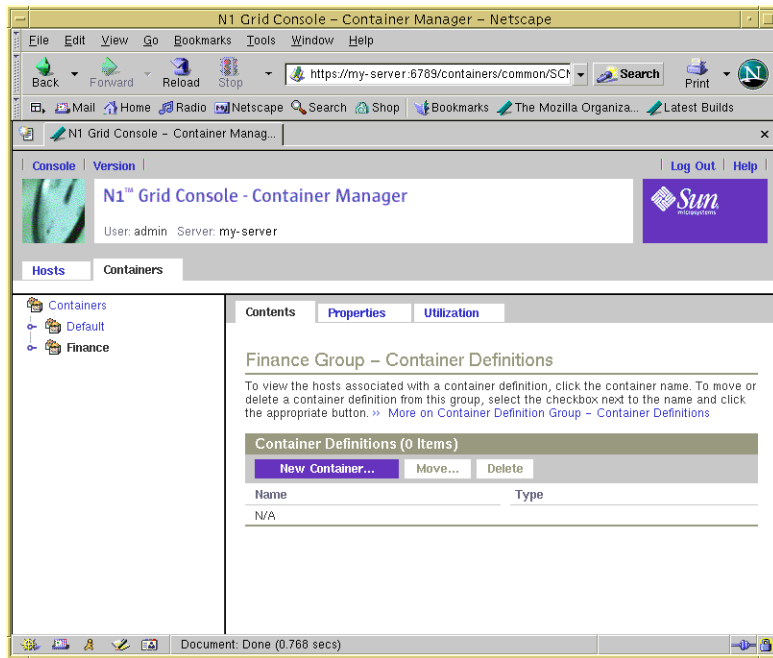 N1 Grid Console – Container Manager – Netscape
File Edit View Go Bookmarks Tools Window Help
Back Forward Reload Stop https://my-server:6789/containers/common/SCN Search Print N
Mail Home Radio Netscape Search Shop Bookmarks The Mozilla Organiza... Latest Builds
N1 Grid Console – Container Manag...
Console Version Log Out Help
N1™ Grid Console - Container Manager
Sun
microsystems
User: admin Server: my-server
Hosts Containers
Containers
Default
Finance
Contents Properties Utilization
Finance Group – Container Definitions
To view the hosts associated with a container definition, click the container name. To move or
delete a container definition from this group, select the checkbox next to the name and click
the appropriate button. » More on Container Definition Group – Container Definitions
Container Definitions (0 Items)
New Container... Move... Delete
Name Type
N/A
Document: Done (0.768 secs)